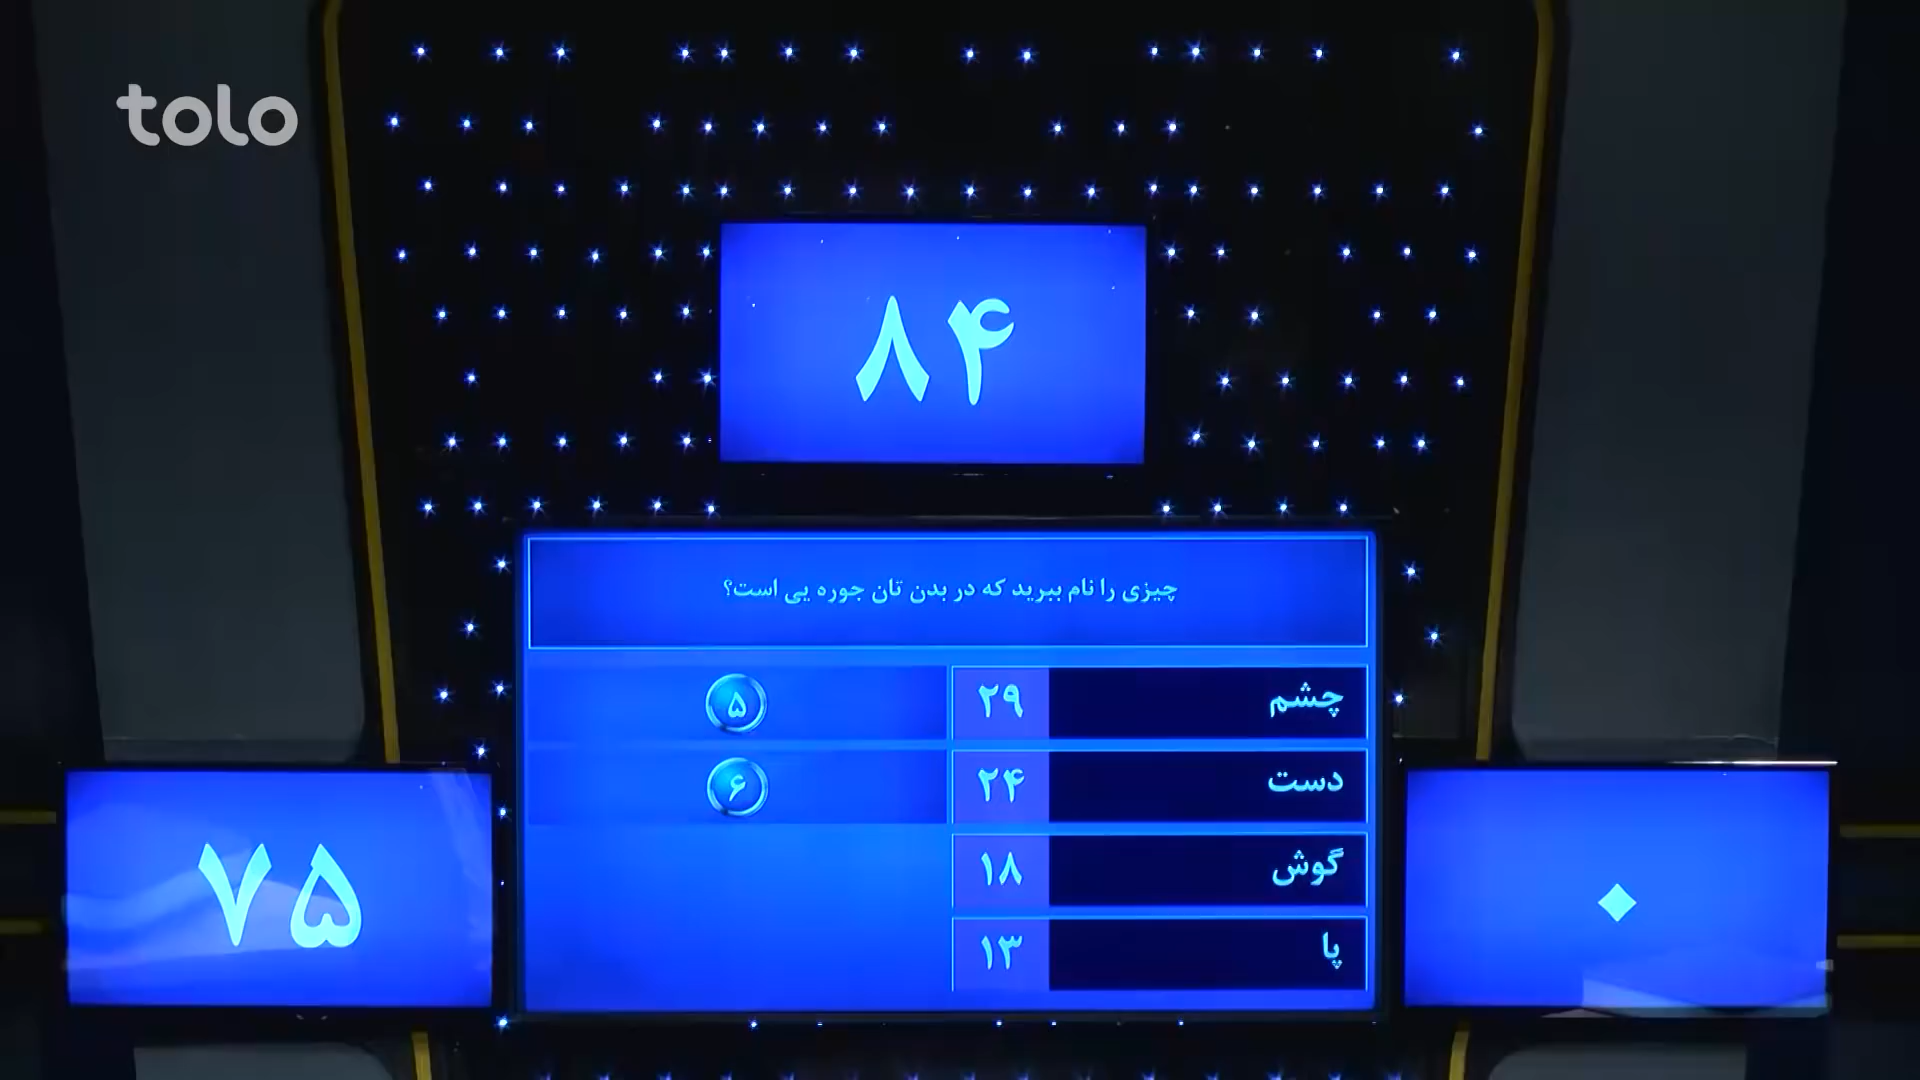 tolo
۸۴
چیزی را نام ببرید که در بدن تان جوره یی است؟
چشم ۲۹
دست ۲۴
گوش ۱۸
پا ۱۳
۵
۶
۷۵
۰